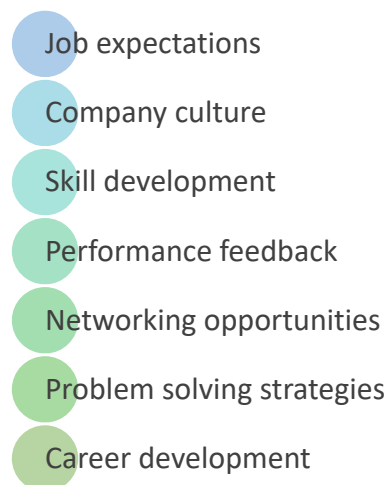 Job expectations
Company culture
Skill development
Performance feedback
Networking opportunities
Problem solving strategies
Career development